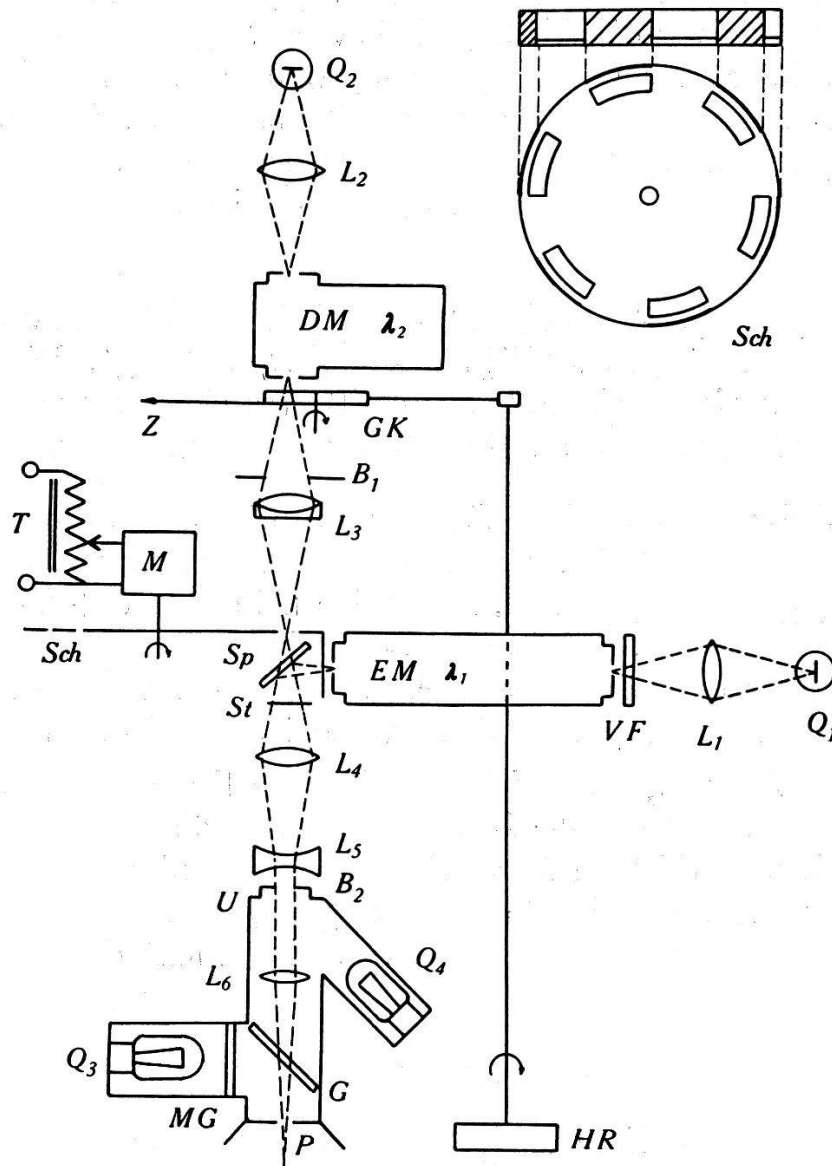 Q₂
L₂
DM λ₂
Sch
Z
GK
B₁
L₃
T
M
Sch
Sp
EM λ₁
St
VF
L₁
Q₁
L₄
L₅
B₂
U
Q₄
L₆
Q₃
G
MG
P
HR